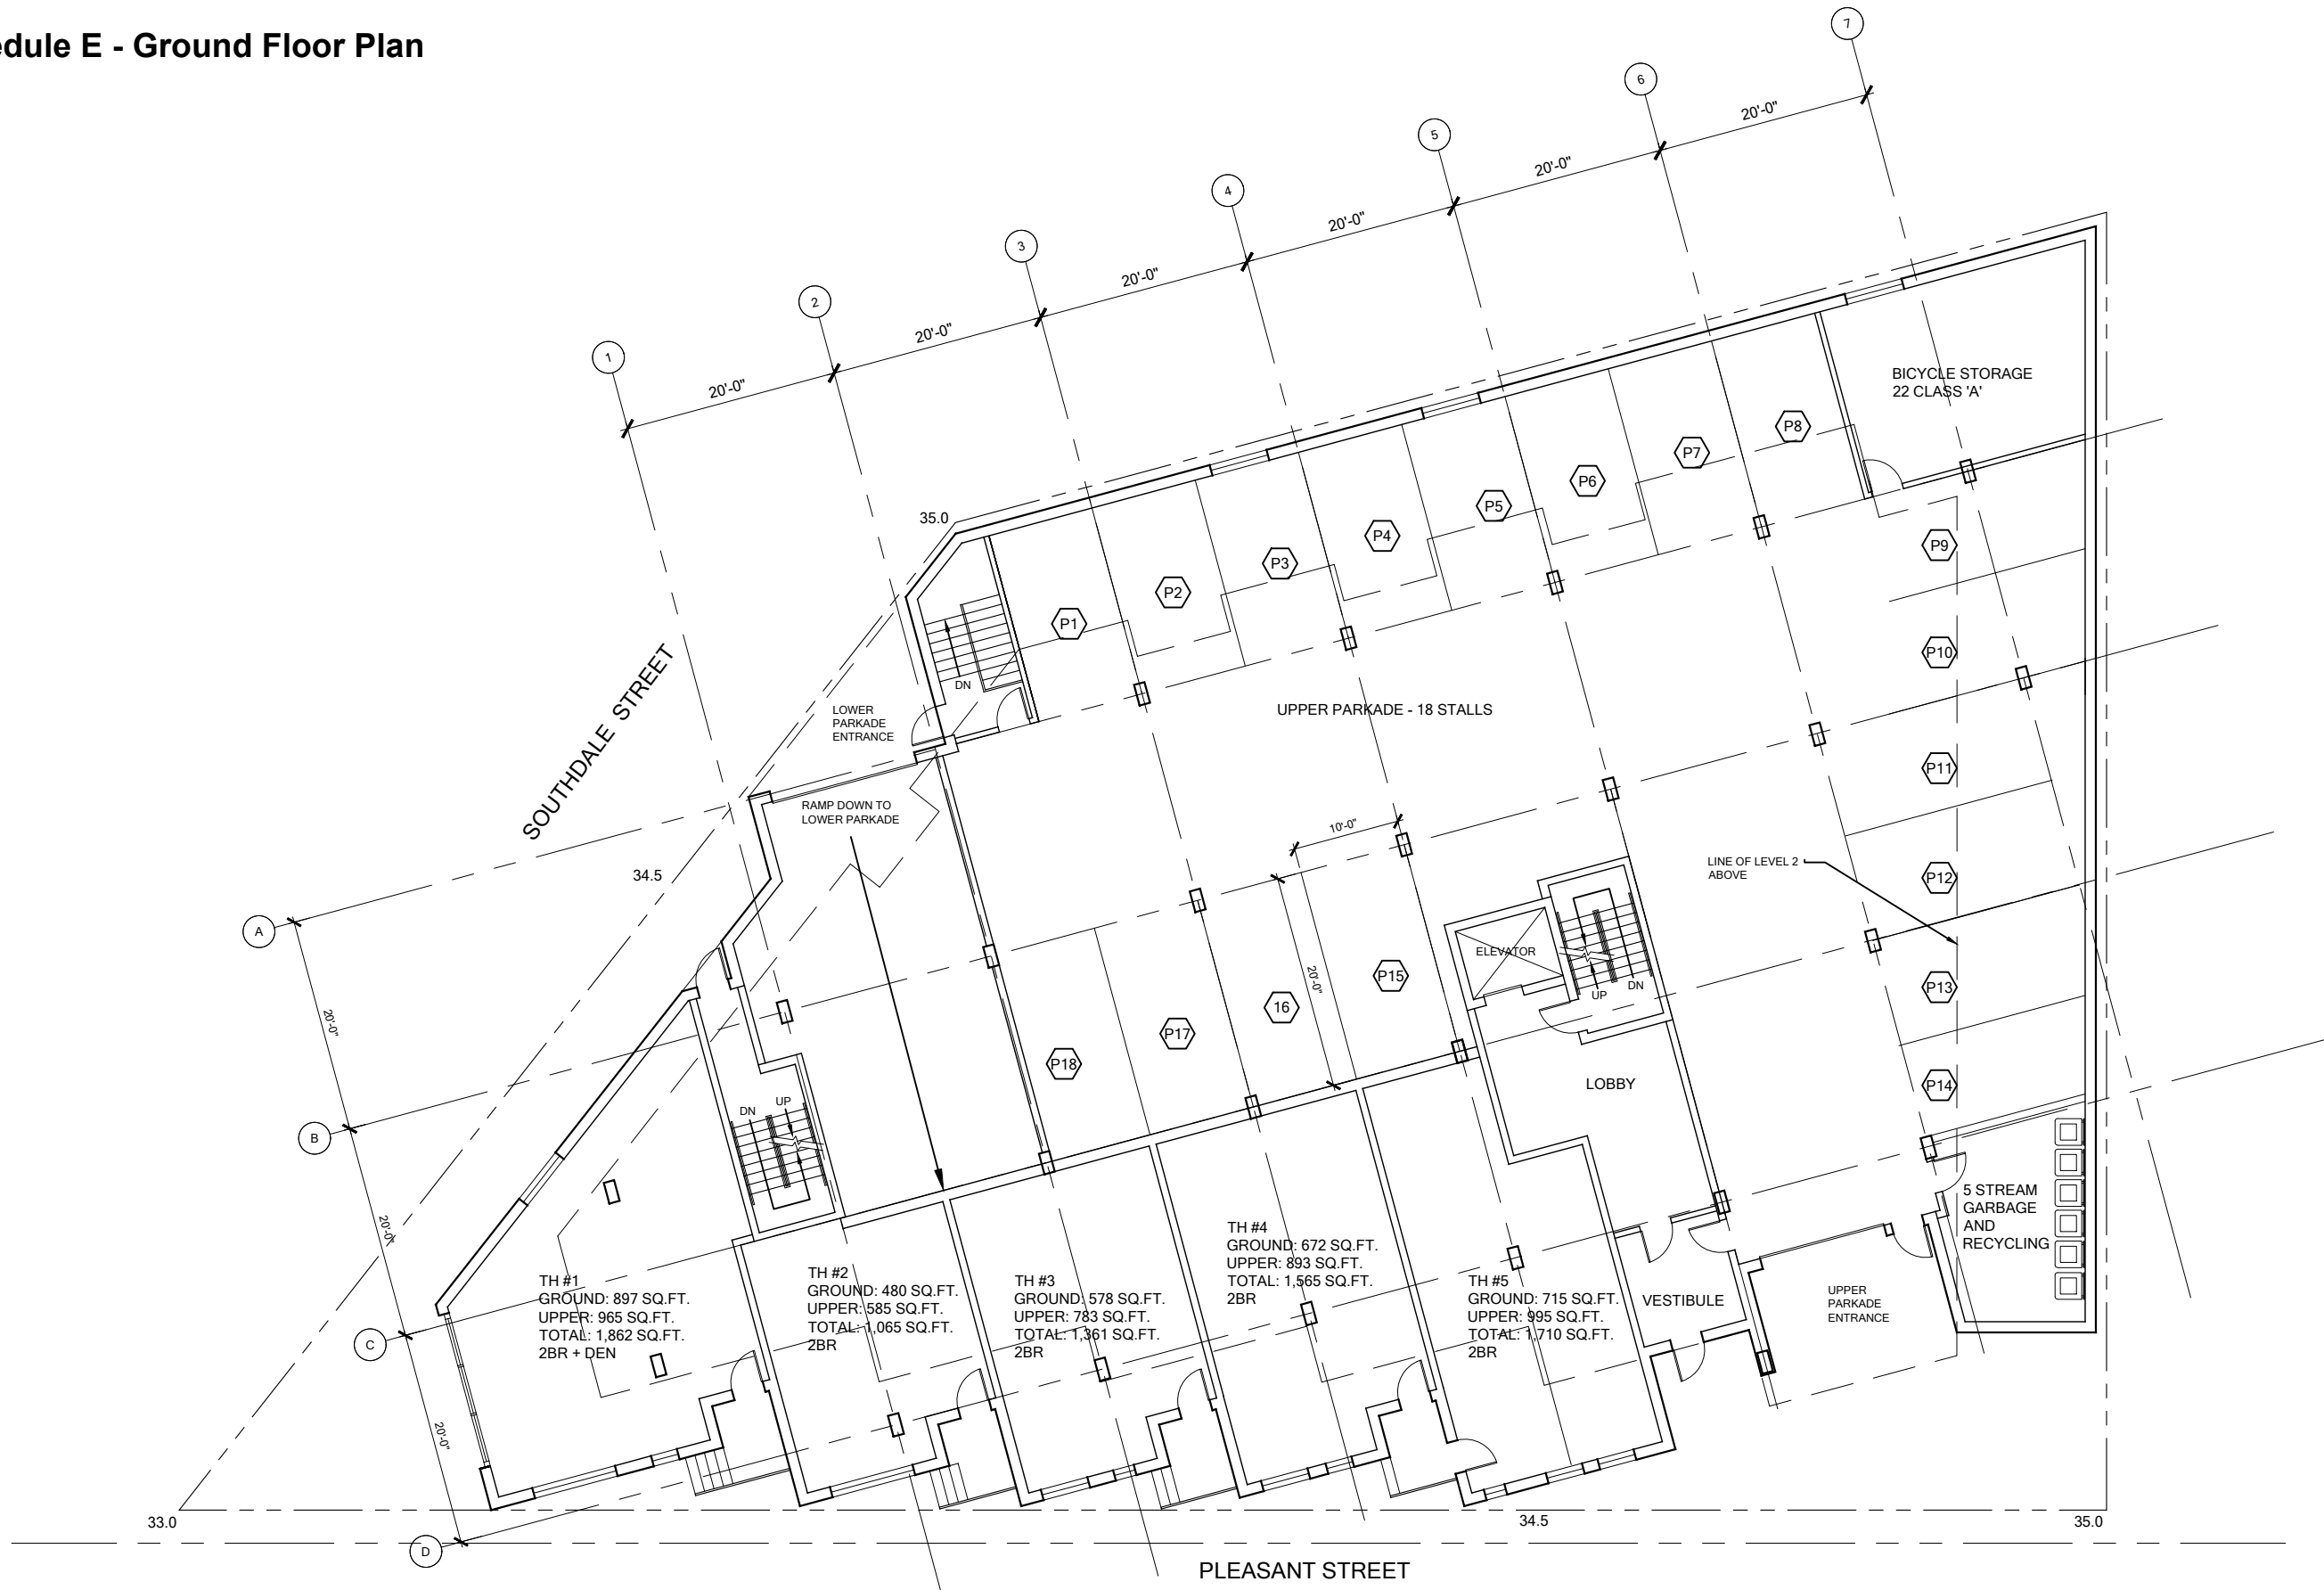 edule E - Ground Floor Plan
7
6
5
4
3
2
1
20'-0"
20'-0"
20'-0"
20'-0"
20'-0"
20'-0"
BICYCLE STORAGE
22 CLASS 'A'
35.0
P1
P2
P3
P4
P5
P6
P7
P8
P9
P10
P11
P12
P13
P14
P15
16
P17
P18
DN
LOWER
PARKADE
ENTRANCE
UPPER PARKADE - 18 STALLS
SOUTHDALE STREET
RAMP DOWN TO
LOWER PARKADE
10'-0"
20'-0"
34.5
LINE OF LEVEL 2
ABOVE
A
B
C
D
20'-0"
20'-0"
20'-0"
ELEVATOR
UP
DN
LOBBY
DN
UP
5 STREAM
GARBAGE
AND
RECYCLING
TH #1
GROUND: 897 SQ.FT.
UPPER: 965 SQ.FT.
TOTAL: 1,862 SQ.FT.
2BR + DEN
TH #2
GROUND: 480 SQ.FT.
UPPER: 585 SQ.FT.
TOTAL: 1,065 SQ.FT.
2BR
TH #3
GROUND: 578 SQ.FT.
UPPER: 783 SQ.FT.
TOTAL: 1,361 SQ.FT.
2BR
TH #4
GROUND: 672 SQ.FT.
UPPER: 893 SQ.FT.
TOTAL: 1,565 SQ.FT.
2BR
TH #5
GROUND: 715 SQ.FT.
UPPER: 995 SQ.FT.
TOTAL: 1,710 SQ.FT.
2BR
VESTIBULE
UPPER
PARKADE
ENTRANCE
33.0
34.5
35.0
PLEASANT STREET